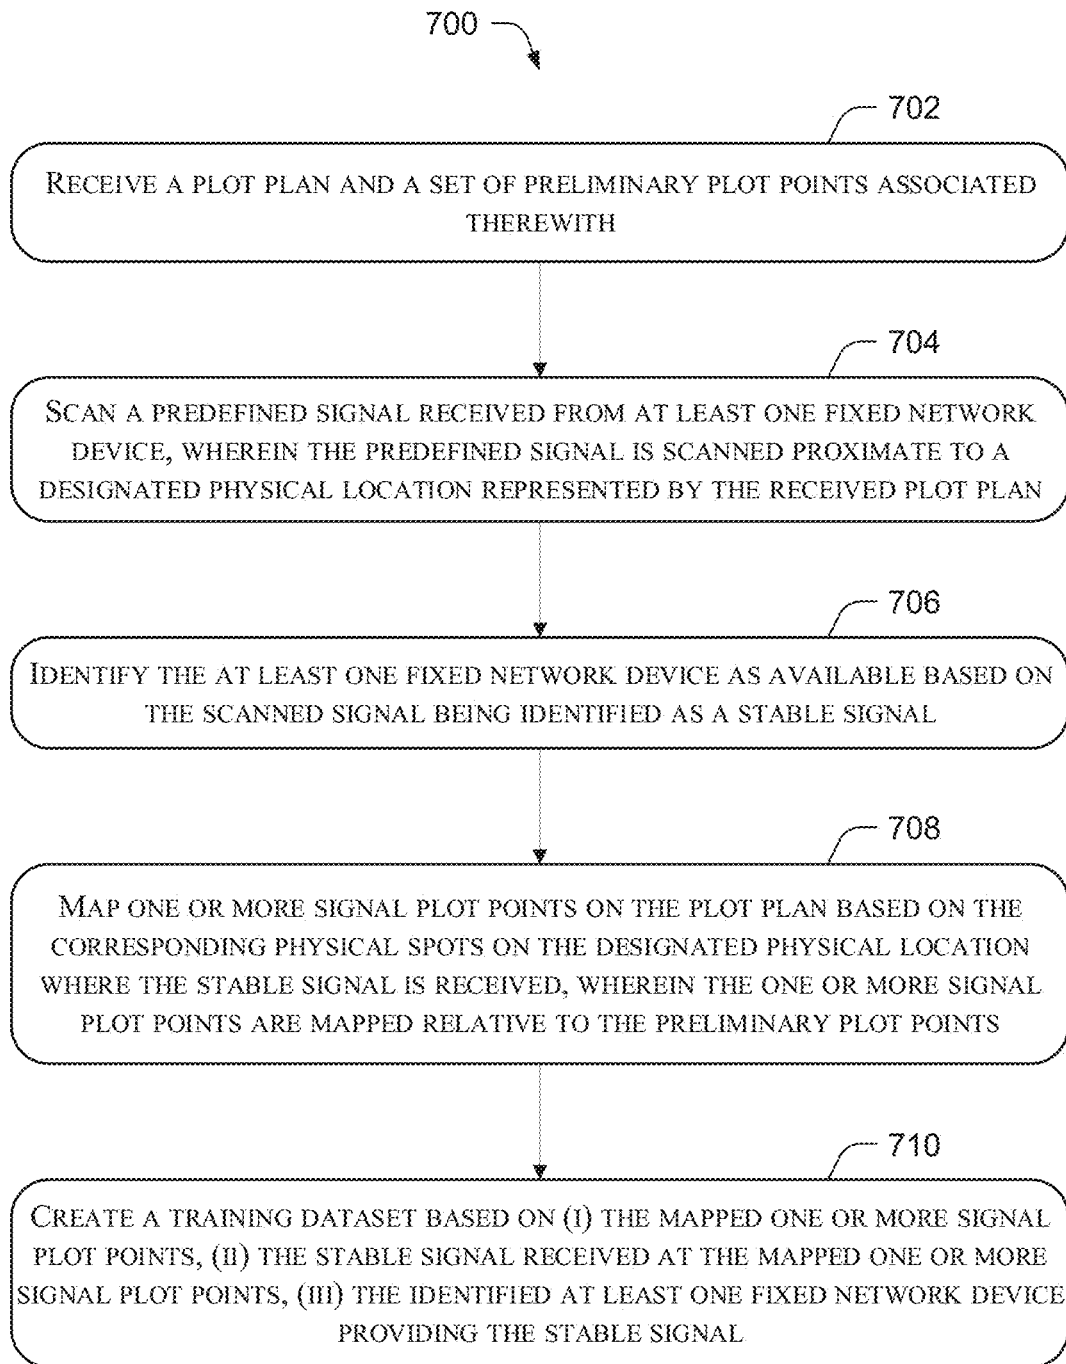 700
702
RECEIVE A PLOT PLAN AND A SET OF PRELIMINARY PLOT POINTS ASSOCIATED
THEREWITH
704
SCAN A PREDEFINED SIGNAL RECEIVED FROM AT LEAST ONE FIXED NETWORK
DEVICE, WHEREIN THE PREDEFINED SIGNAL IS SCANNED PROXIMATE TO A
DESIGNATED PHYSICAL LOCATION REPRESENTED BY THE RECEIVED PLOT PLAN
706
IDENTIFY THE AT LEAST ONE FIXED NETWORK DEVICE AS AVAILABLE BASED ON
THE SCANNED SIGNAL BEING IDENTIFIED AS A STABLE SIGNAL
708
MAP ONE OR MORE SIGNAL PLOT POINTS ON THE PLOT PLAN BASED ON THE
CORRESPONDING PHYSICAL SPOTS ON THE DESIGNATED PHYSICAL LOCATION
WHERE THE STABLE SIGNAL IS RECEIVED, WHEREIN THE ONE OR MORE SIGNAL
PLOT POINTS ARE MAPPED RELATIVE TO THE PRELIMINARY PLOT POINTS
710
CREATE A TRAINING DATASET BASED ON (I) THE MAPPED ONE OR MORE SIGNAL
PLOT POINTS, (II) THE STABLE SIGNAL RECEIVED AT THE MAPPED ONE OR MORE
SIGNAL PLOT POINTS, (III) THE IDENTIFIED AT LEAST ONE FIXED NETWORK DEVICE
PROVIDING THE STABLE SIGNAL